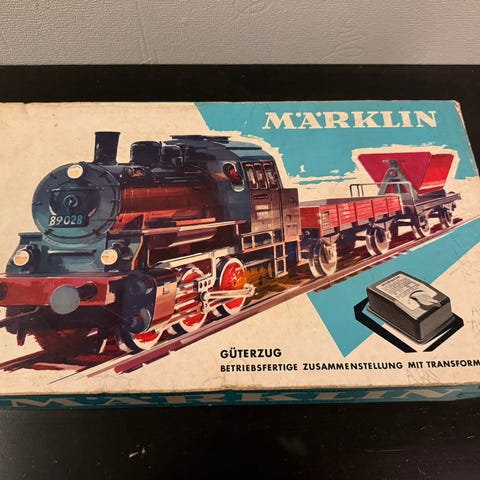 MÄRKLIN
89028
GÜTERZUG
BETRIEBSFERTIGE ZUSAMMENSTELLUNG MIT TRANSFORM
MÄRKLIN